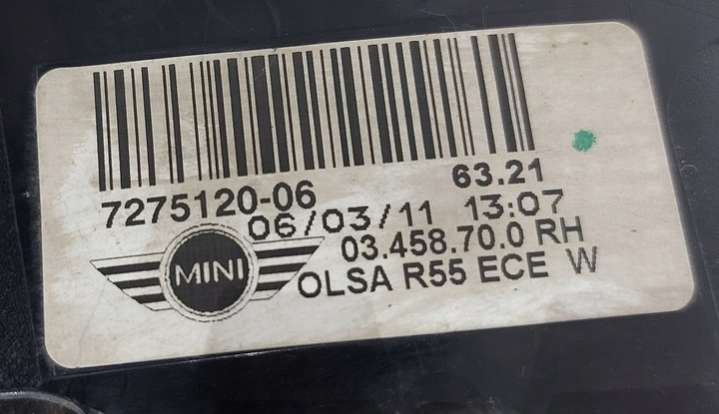 7275120-06 63.21
06/03/11 13:07
03.458.70.0 RH
MINI OLSA R55 ECE W